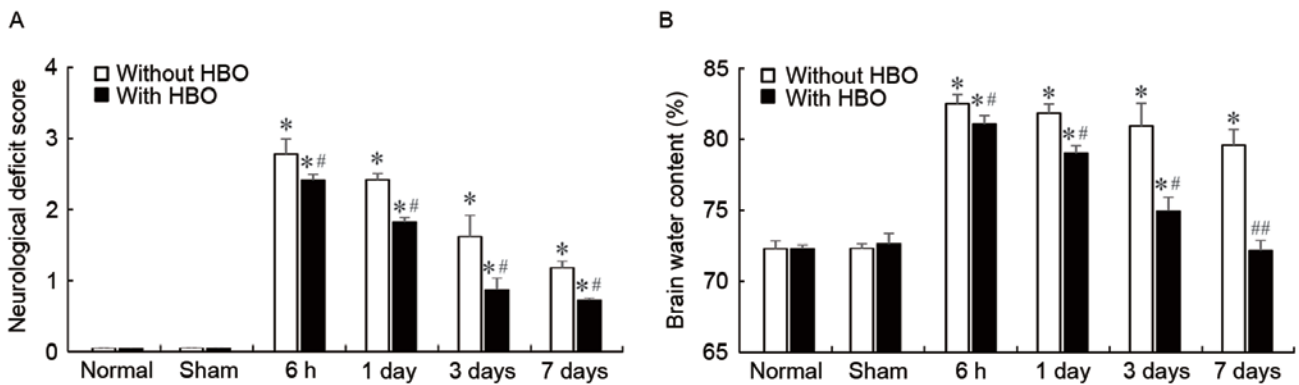 A
Neurological deficit score
4
3
2
1
0
Without HBO
With HBO
*
*#
*
*#
*
*#
*
*#
Normal Sham 6 h 1 day 3 days 7 days
B
Brain water content (%)
85
80
75
70
65
Without HBO
With HBO
*
*#
*
*#
*
*#
*
##
Normal Sham 6 h 1 day 3 days 7 days